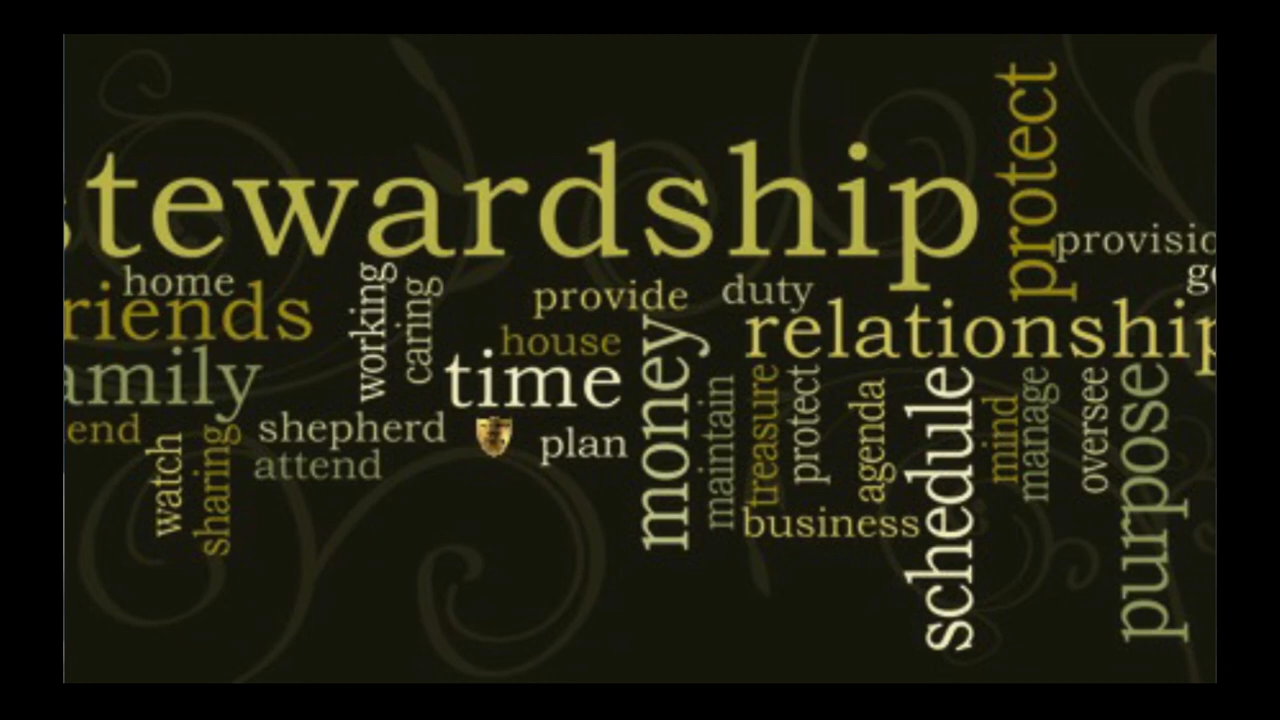 stewardship
protect
provisio
home
go
riends
working
caring
provide
duty
relationship
house
money
amily
time
end
shepherd
plan
watch
sharing
attend
maintain
treasure
protect
agenda
schedule
mind
manage
oversee
purpose
business